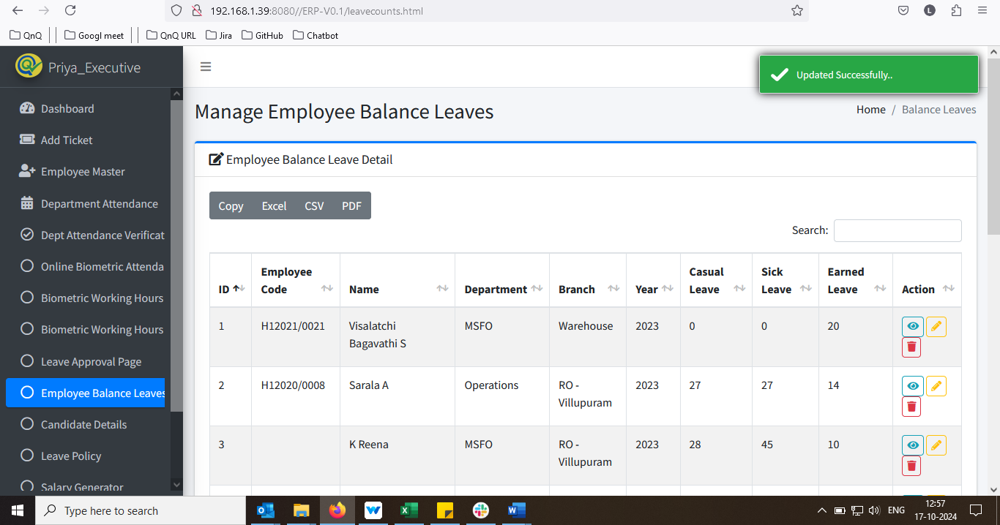 192.168.1.39:8080//ERP-V0.1/leavecounts.html
L
QnQ
Googl meet
QnQ URL
Jira
GitHub
Chatbot
Priya_Executive
Updated Successfully..
Dashboard
Add Ticket
Employee Master
Department Attendance
Dept Attendance Verificat
Online Biometric Attenda
Biometric Working Hours
Biometric Working Hours
Leave Approval Page
Employee Balance Leaves
Candidate Details
Leave Policy
Salary Generator
Manage Employee Balance Leaves
Home / Balance Leaves
Employee Balance Leave Detail
Copy Excel CSV PDF
Search:
ID Employee Code Name Department Branch Year Casual Leave Sick Leave Earned Leave Action
1 H12021/0021 Visalatchi Bagavathi S MSFO Warehouse 2023 0 0 20
2 H12020/0008 Sarala A Operations RO - Villupuram 2023 27 27 14
3 K Reena MSFO RO - Villupuram 2023 28 45 10
Type here to search
ENG
12:57
17-10-2024